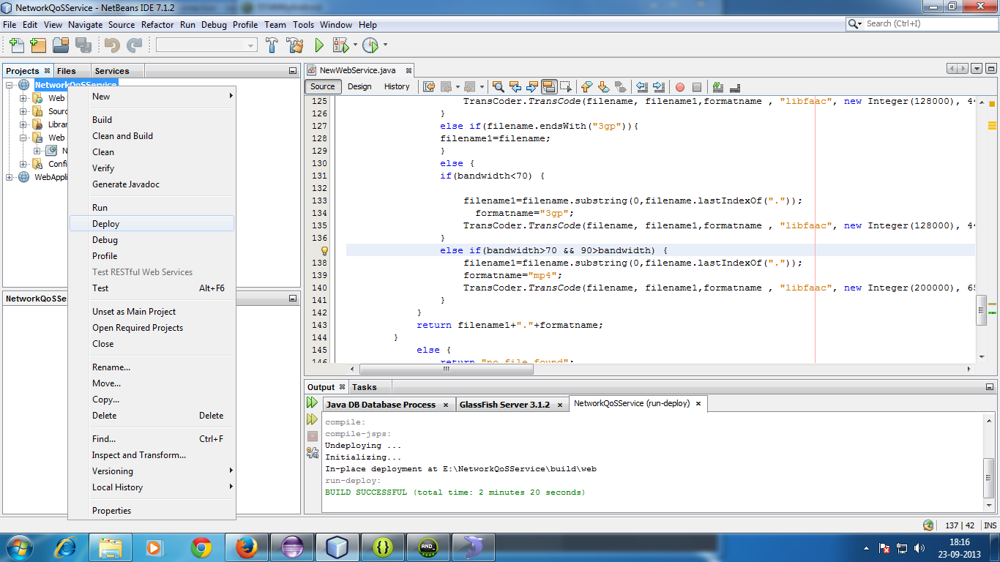 NetworkQoSService - NetBeans IDE 7.1.2
File Edit View Navigate Source Refactor Run Debug Profile Team Tools Window Help
Search (Ctrl+I)
Projects Files Services
NetworkQoSService
Web
Sourc
Librar
Web
N
Confi
WebAppli
New
Build
Clean and Build
Clean
Verify
Generate Javadoc
Run
Deploy
Debug
Profile
Test RESTful Web Services
Test Alt+F6
Unset as Main Project
Open Required Projects
Close
Rename...
Move...
Copy...
Delete Delete
Find... Ctrl+F
Inspect and Transform...
Versioning
Local History
Properties
NetworkQoSSe
NewWebService.java
Source Design History
125 TransCoder.TransCode(filename, filename1,formatname , "libfaac", new Integer(128000), 44
126 }
127 else if(filename.endsWith("3gp")){
128 filename1=filename;
129 }
130 else {
131 if(bandwidth<70) {
132
133 filename1=filename.substring(0,filename.lastIndexOf("."));
134 formatname="3gp";
135 TransCoder.TransCode(filename, filename1,formatname , "libfaac", new Integer(128000), 44
136 }
else if(bandwidth>70 && 90>bandwidth) {
138 filename1=filename.substring(0,filename.lastIndexOf("."));
139 formatname="mp4";
140 TransCoder.TransCode(filename, filename1,formatname , "libfaac", new Integer(200000), 65
141 }
142 }
143 return filename1+"."+formatname;
144 }
145 else {
146 return "no file found";
Output Tasks
Java DB Database Process GlassFish Server 3.1.2 NetworkQoSService (run-deploy)
compile:
compile-jsps:
Undeploying ...
Initializing...
In-place deployment at E:\NetworkQoSService\build\web
run-deploy:
BUILD SUCCESSFUL (total time: 2 minutes 20 seconds)
137 | 42 INS
AND_
18:16
23-09-2013